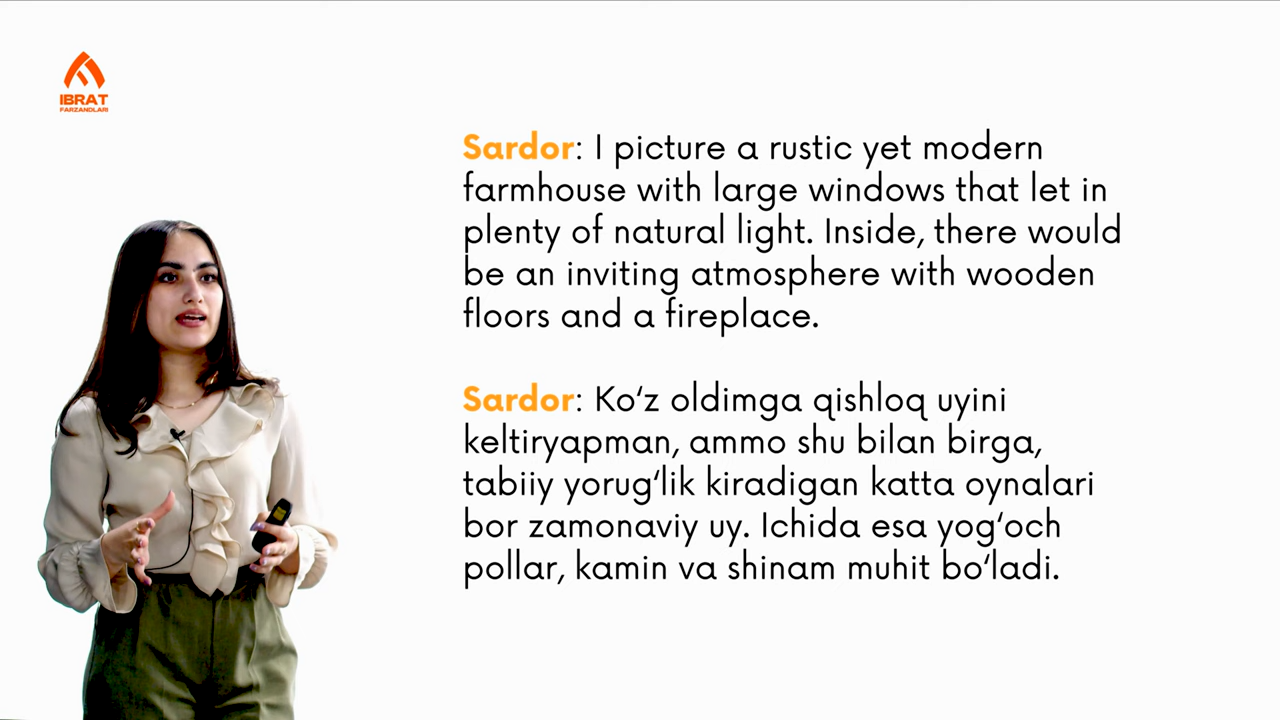 IBRAT
FARZANDLARI
Sardor: I picture a rustic yet modern
farmhouse with large windows that let in
plenty of natural light. Inside, there would
be an inviting atmosphere with wooden
floors and a fireplace.
Sardor: Ko‘z oldimga qishloq uyini
keltiryapman, ammo shu bilan birga,
tabiiy yorug‘lik kiradigan katta oynalari
bor zamonaviy uy. Ichida esa yog‘och
pollar, kamin va shinam muhit bo‘ladi.